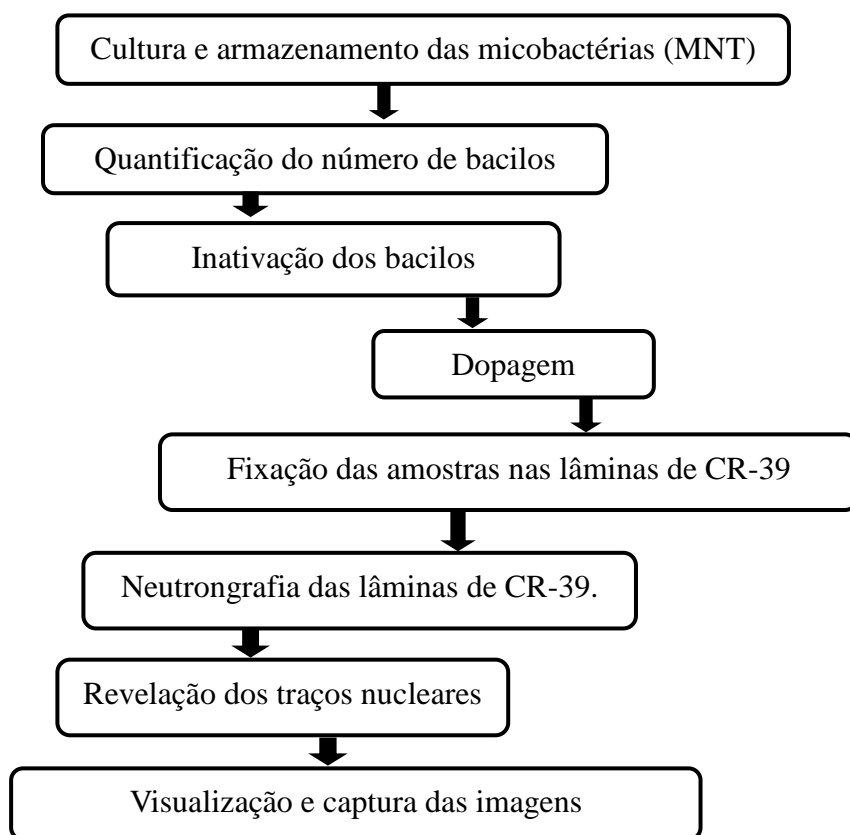 Cultura e armazenamento das micobactérias (MNT)
Quantificação do número de bacilos
Inativação dos bacilos
Dopagem
Fixação das amostras nas lâminas de CR-39
Neutrongrafia das lâminas de CR-39.
Revelação dos traços nucleares
Visualização e captura das imagens